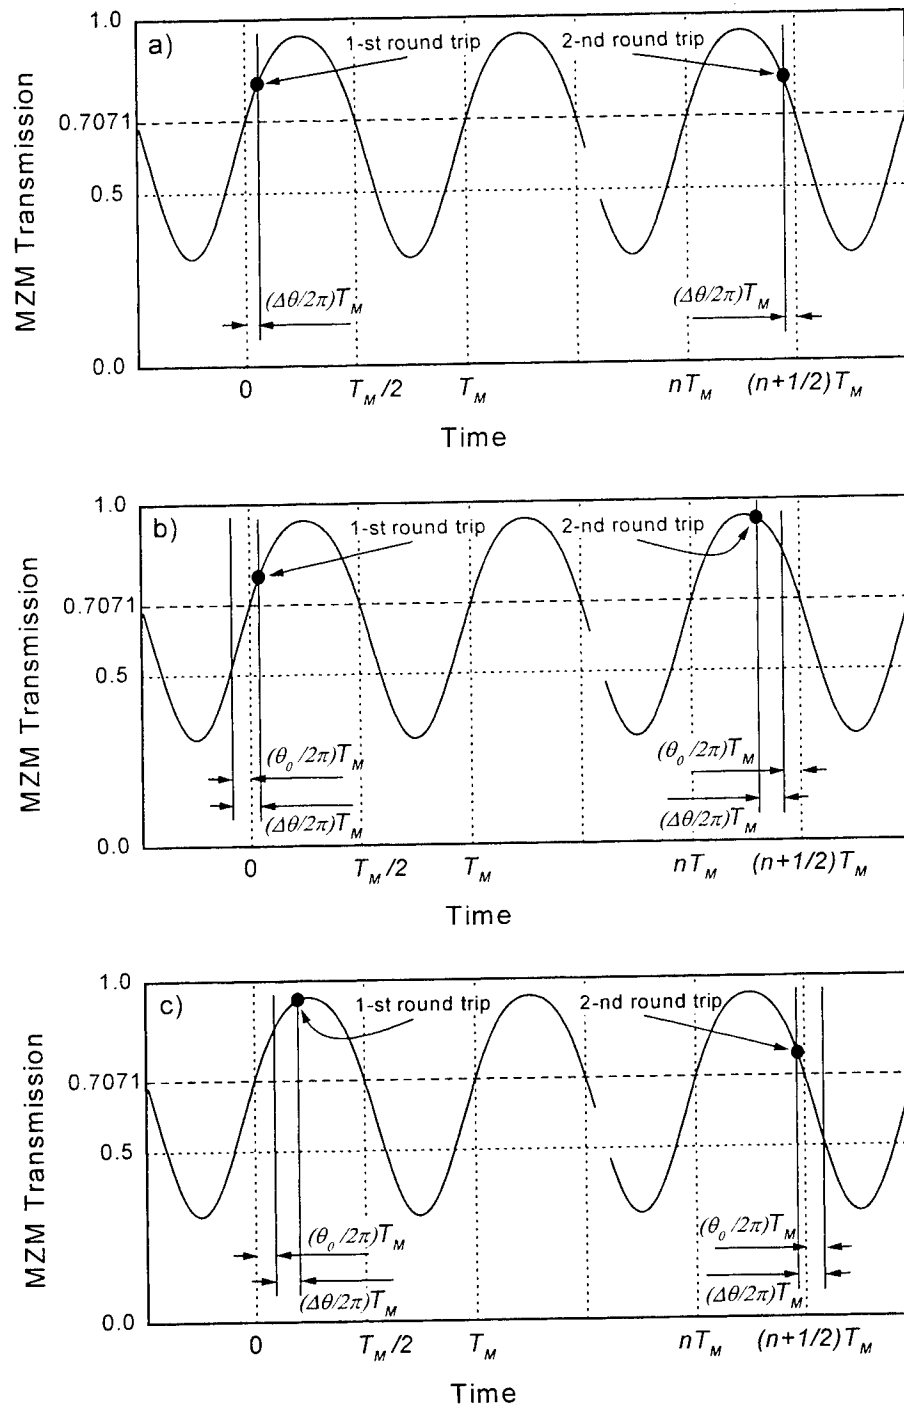 1.0
a)
1-st round trip
2-nd round trip
0.7071
0.5
(Δθ/2π)T_M
(Δθ/2π)T_M
0.0
0
T_M/2
T_M
nT_M
(n+1/2)T_M
MZM Transmission
Time
1.0
b)
1-st round trip
2-nd round trip
0.7071
0.5
(θ_0/2π)T_M
(θ_0/2π)T_M
(Δθ/2π)T_M
(Δθ/2π)T_M
0.0
0
T_M/2
T_M
nT_M
(n+1/2)T_M
MZM Transmission
Time
1.0
c)
1-st round trip
2-nd round trip
0.7071
0.5
(θ_0/2π)T_M
(θ_0/2π)T_M
(Δθ/2π)T_M
(Δθ/2π)T_M
0.0
0
T_M/2
T_M
nT_M
(n+1/2)T_M
MZM Transmission
Time